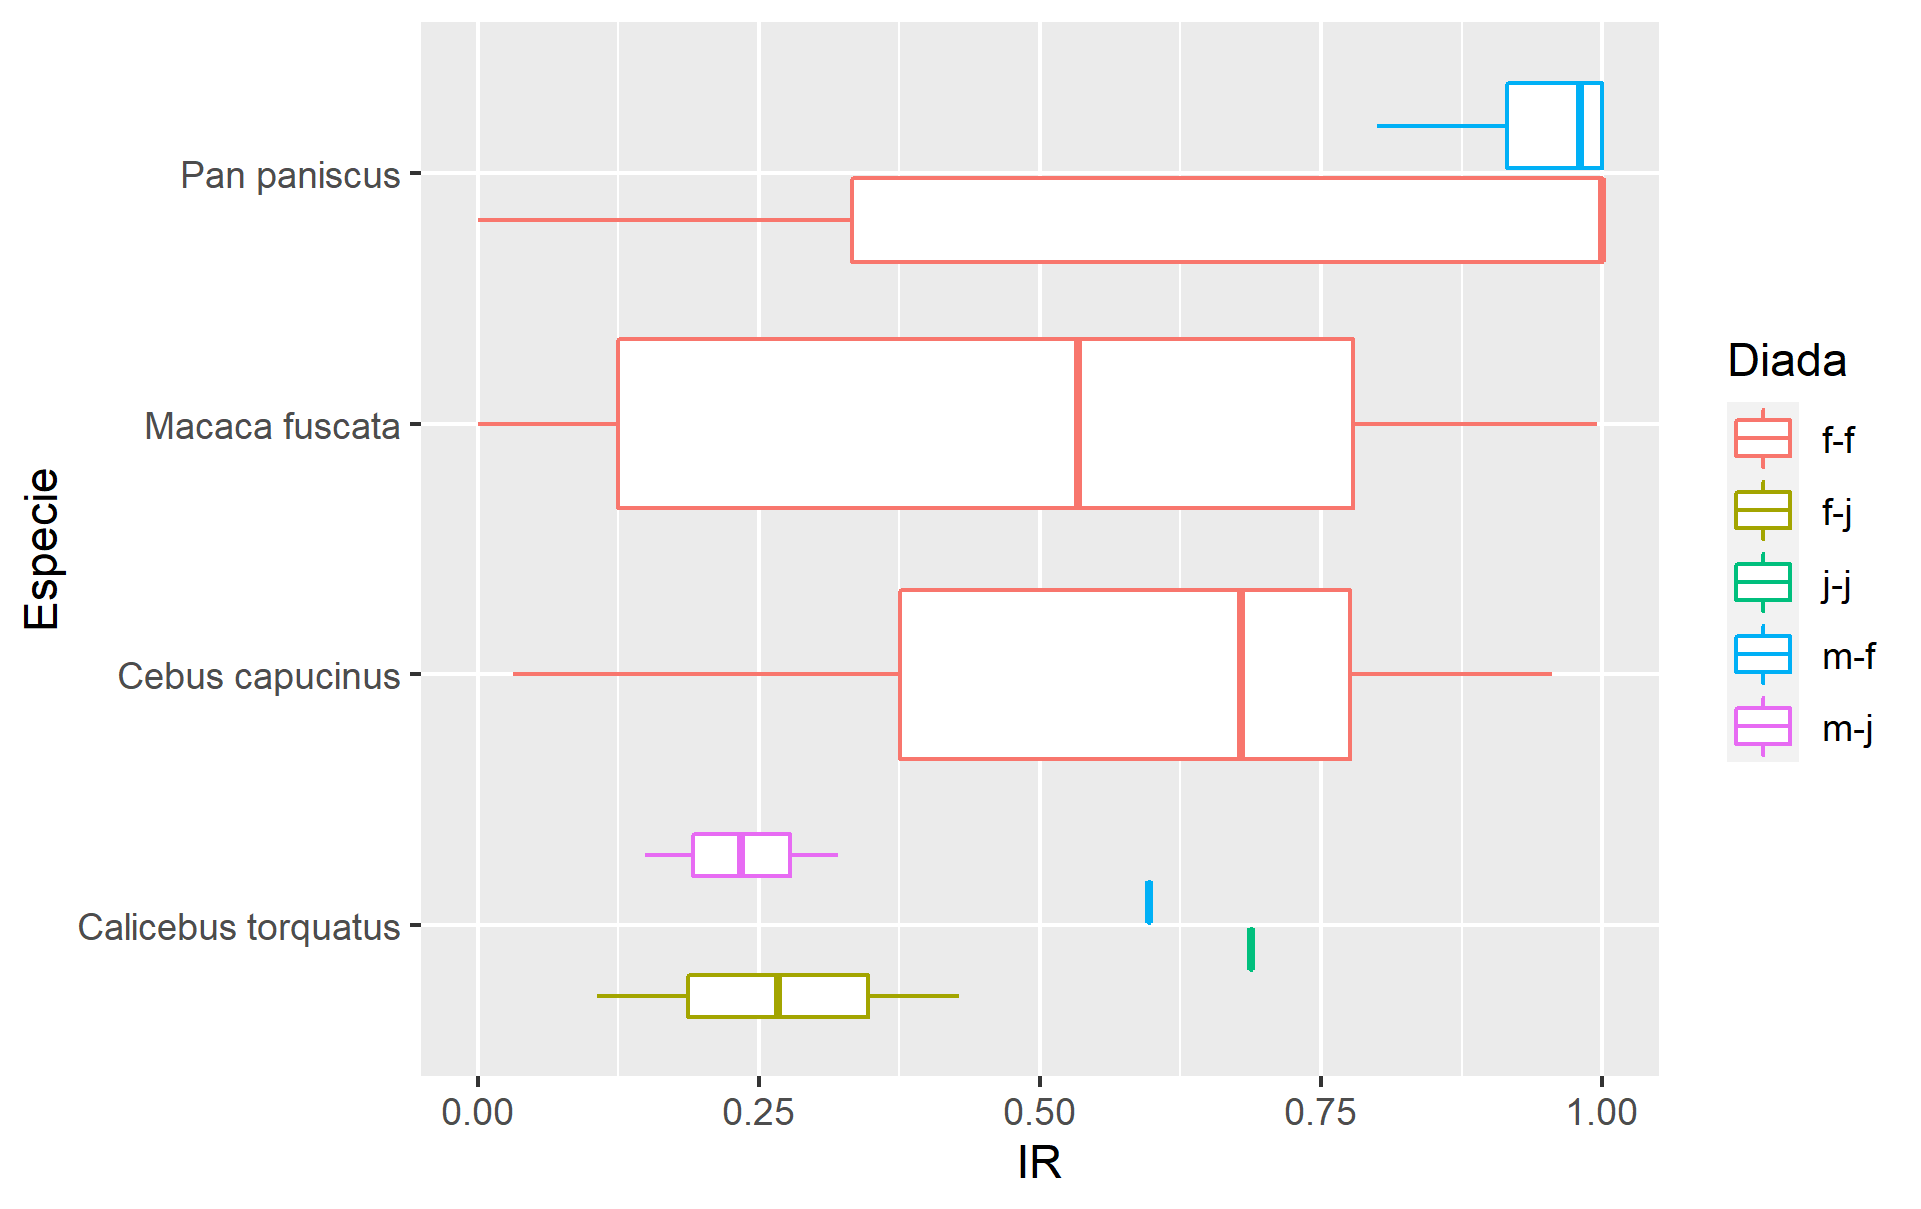 Pan paniscus
Macaca fuscata
Cebus capucinus
Calicebus torquatus
Especie
0.00 0.25 0.50 0.75 1.00
IR
Diada
f-f
f-j
j-j
m-f
m-j